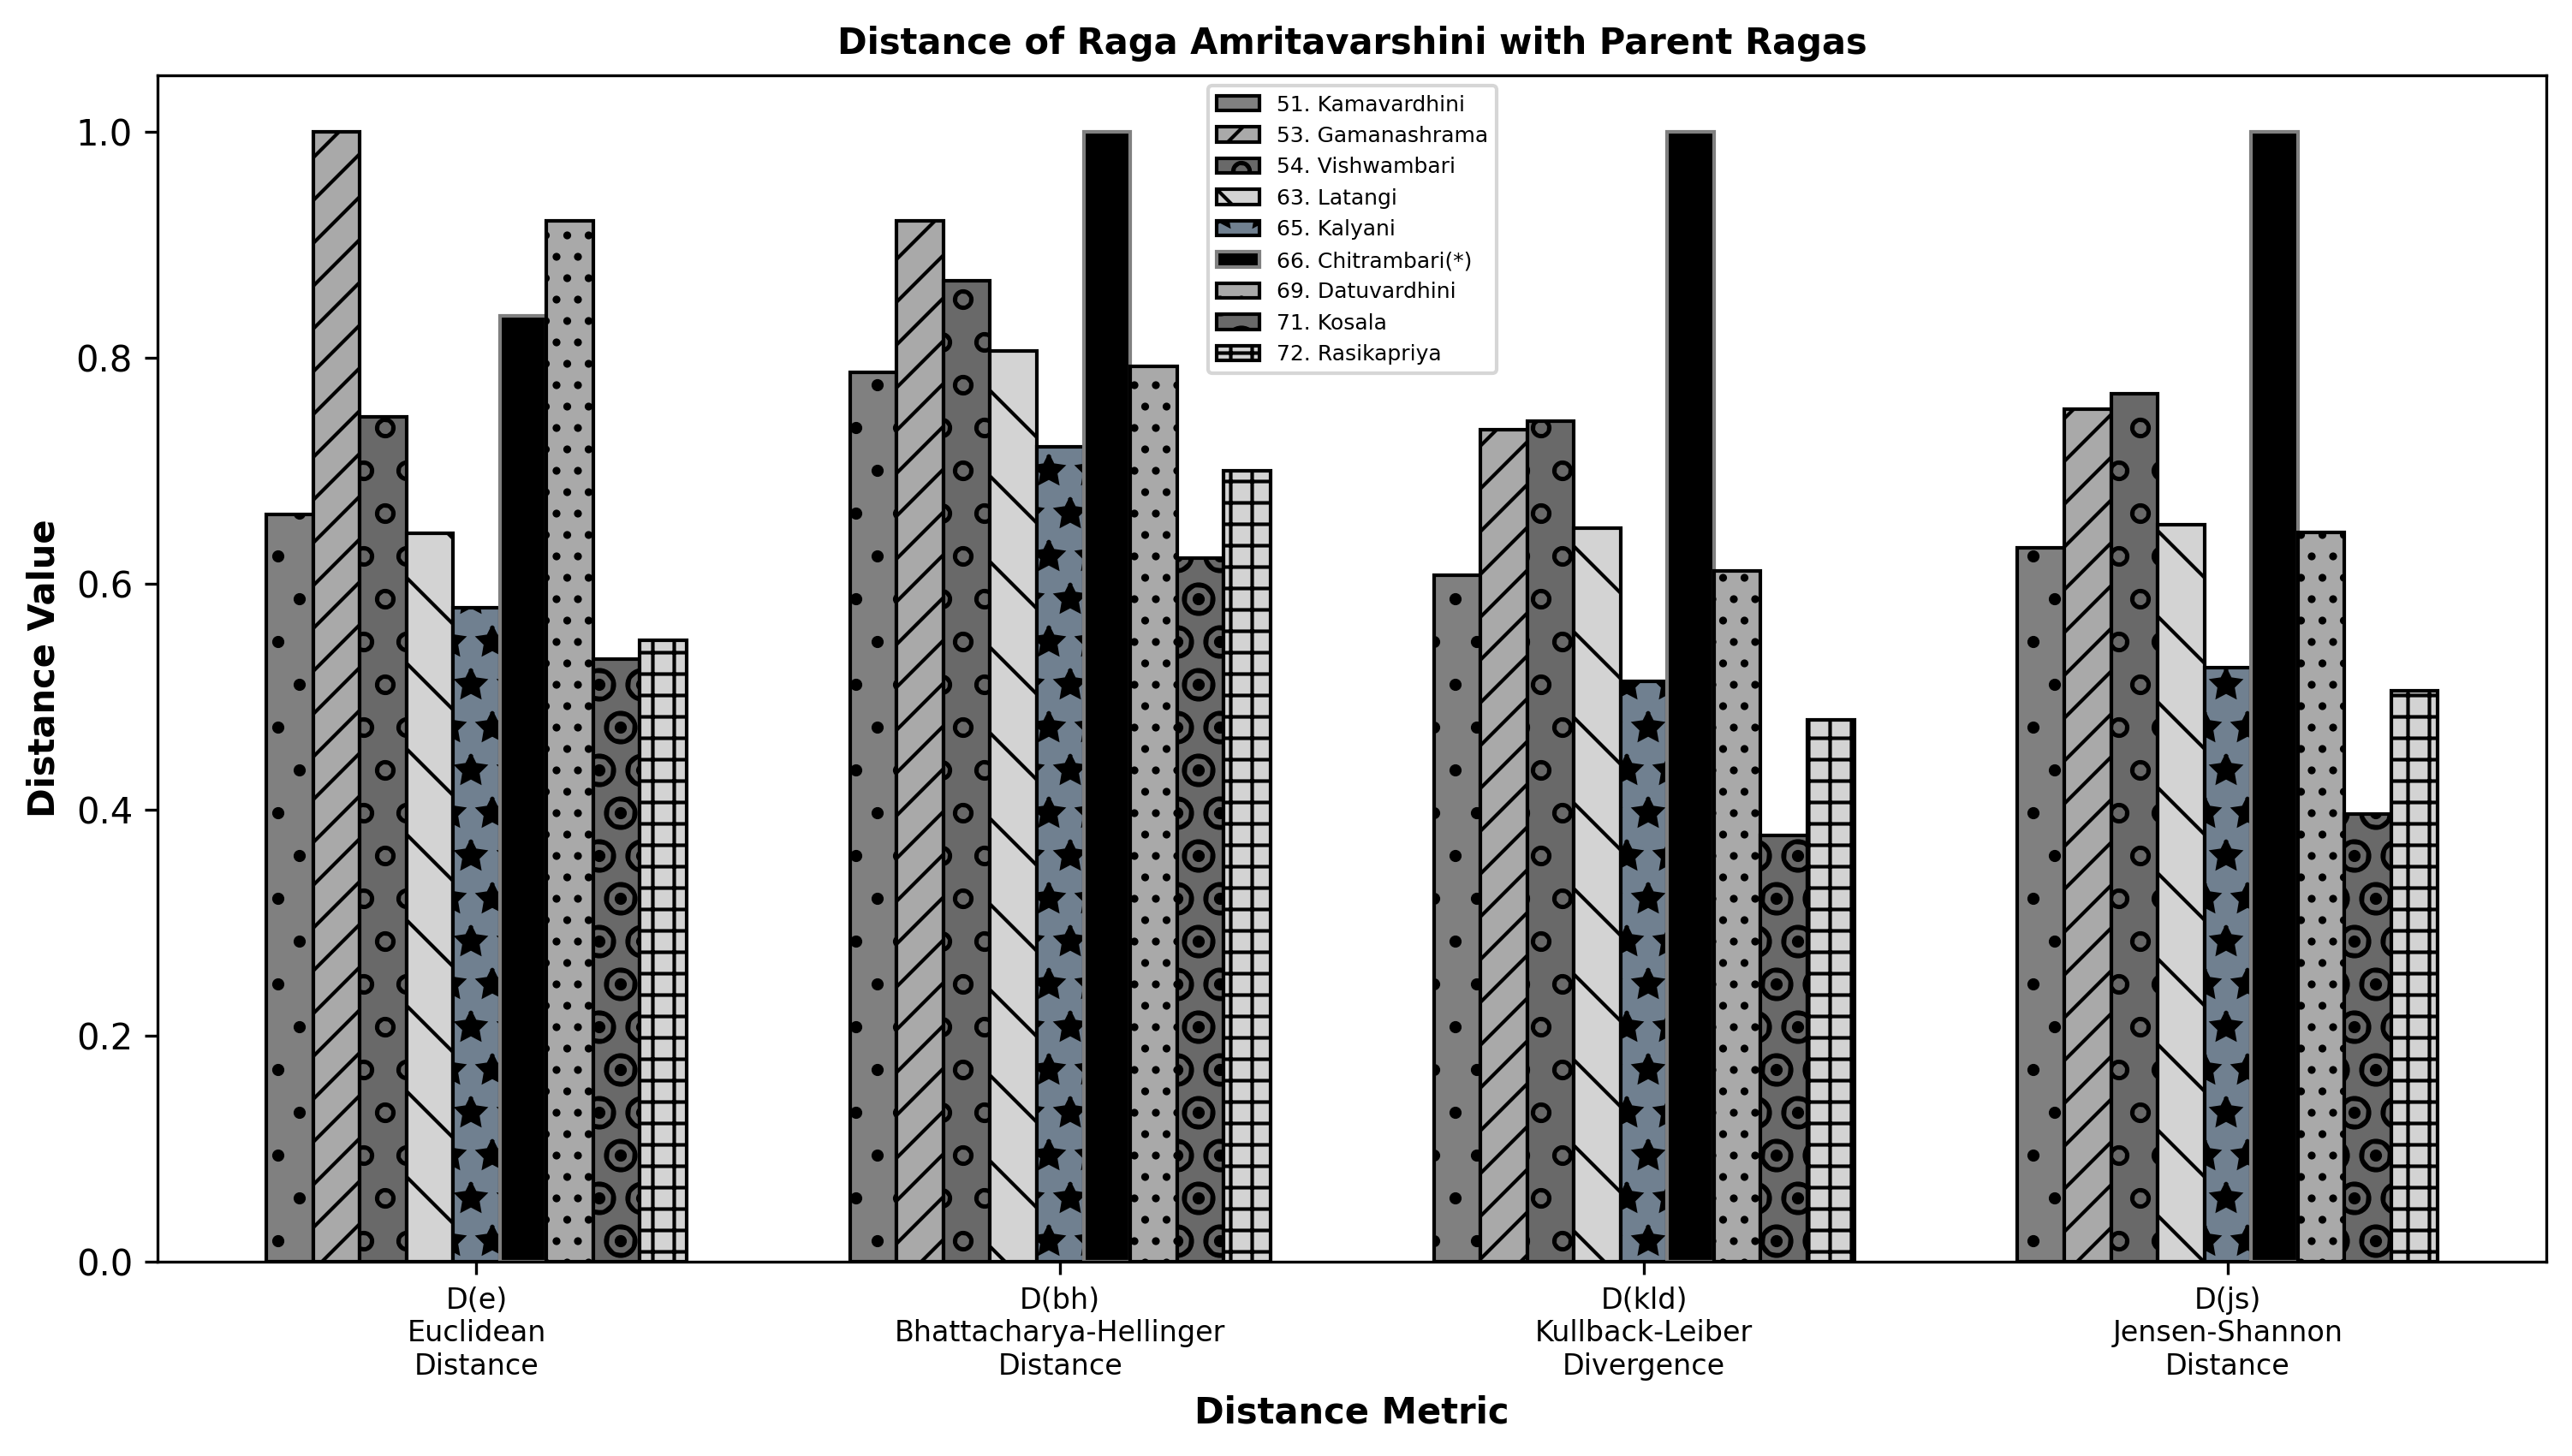 Distance of Raga Amritavarshini with Parent Ragas
51. Kamavardhini
53. Gamanashrama
54. Vishwambari
63. Latangi
65. Kalyani
66. Chitrambari(*)
69. Datuvardhini
71. Kosala
72. Rasikapriya
Distance Value
1.0
0.8
0.6
0.4
0.2
0.0
D(e)
Euclidean
Distance
D(bh)
Bhattacharya-Hellinger
Distance
D(kld)
Kullback-Leiber
Divergence
D(js)
Jensen-Shannon
Distance
Distance Metric